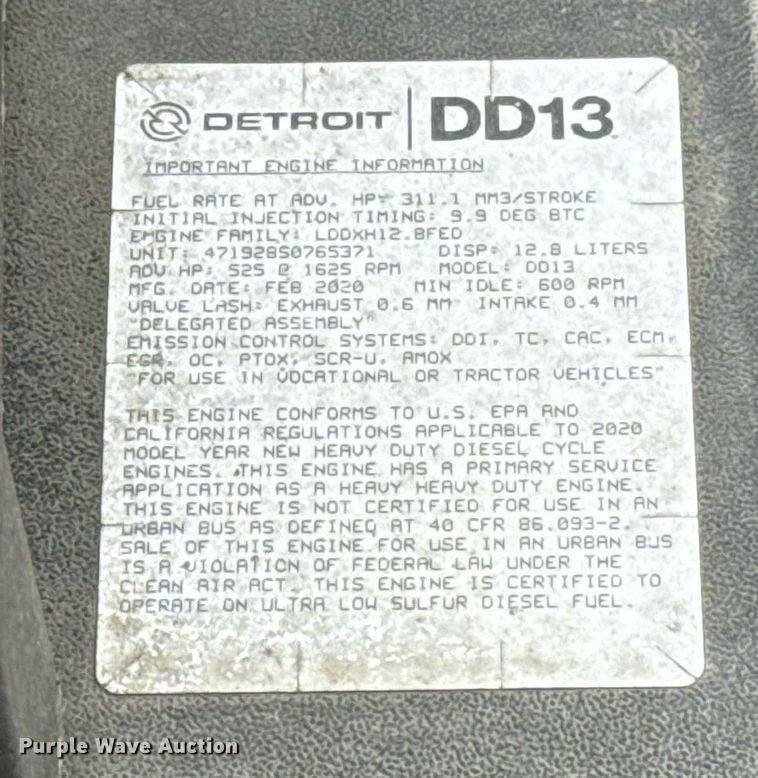 DETROIT DD13
IMPORTANT ENGINE INFORMATION
FUEL RATE AT ADV. HP: 311.1 MM3/STROKE
INITIAL INJECTION TIMING: 9.9 DEG BTC
ENGINE FAMILY: LDDXH12.8FED
UNIT: 471928S0765371 DISP: 12.8 LITERS
ADV HP: 525 @ 1625 RPM MODEL: DD13
MFG. DATE: FEB 2020 MIN IDLE: 600 RPM
VALVE LASH: EXHAUST 0.6 MM INTAKE 0.4 MM
"DELEGATED ASSEMBLY"
EMISSION CONTROL SYSTEMS: DDI, TC, CAC, ECM,
EGR, OC, PTOX, SCR-U, AMOX
"FOR USE IN VOCATIONAL OR TRACTOR VEHICLES"
THIS ENGINE CONFORMS TO U.S. EPA AND
CALIFORNIA REGULATIONS APPLICABLE TO 2020
MODEL YEAR NEW HEAVY DUTY DIESEL CYCLE
ENGINES. THIS ENGINE HAS A PRIMARY SERVICE
APPLICATION AS A HEAVY HEAVY DUTY ENGINE.
THIS ENGINE IS NOT CERTIFIED FOR USE IN AN
URBAN BUS AS DEFINED AT 40 CFR 86.093-2.
SALE OF THIS ENGINE FOR USE IN AN URBAN BUS
IS A VIOLATION OF FEDERAL LAW UNDER THE
CLEAN AIR ACT. THIS ENGINE IS CERTIFIED TO
OPERATE ON ULTRA LOW SULFUR DIESEL FUEL.
Purple Wave Auction